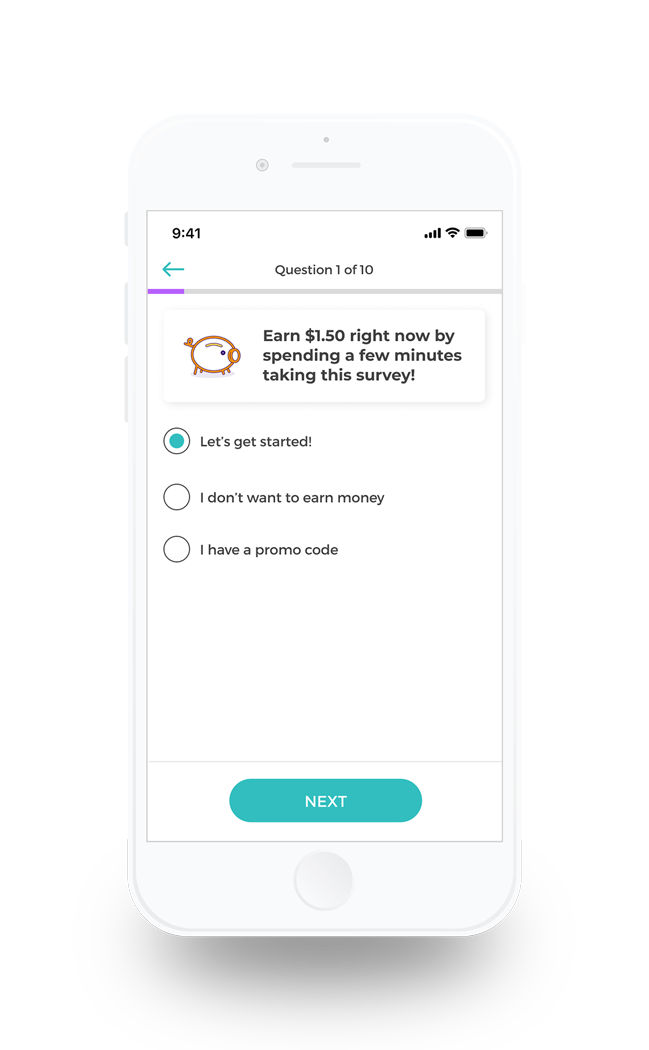 9:41
Question 1 of 10
Earn $1.50 right now by
spending a few minutes
taking this survey!
Let’s get started!
I don’t want to earn money
I have a promo code
NEXT